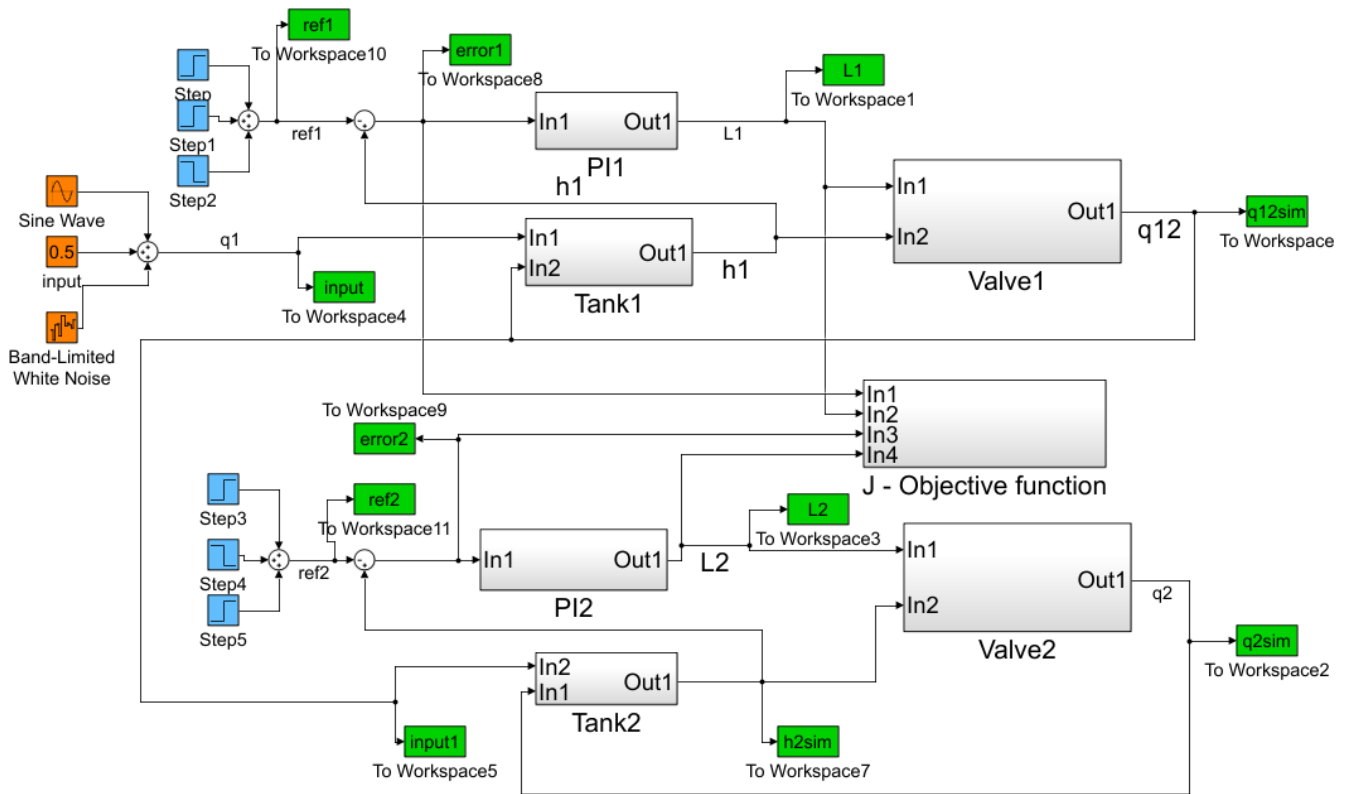 ref1
To Workspace10
error1
To Workspace8
Step
L1
To Workspace1
In1
Out1
PI1
ref1
L1
Step1
Step2
h1
In1
In2
Out1
Valve1
q12
q12sim
To Workspace
Sine Wave
0.5
input
q1
In1
In2
Out1
Tank1
h1
input
To Workspace4
Band-Limited
White Noise
In1
In2
In3
In4
J - Objective function
To Workspace9
error2
Step3
ref2
To Workspace11
L2
To Workspace3
Step4
ref2
In1
Out1
PI2
L2
In1
In2
Out1
Valve2
q2
Step5
q2sim
To Workspace2
In2
In1
Out1
Tank2
input1
To Workspace5
h2sim
To Workspace7